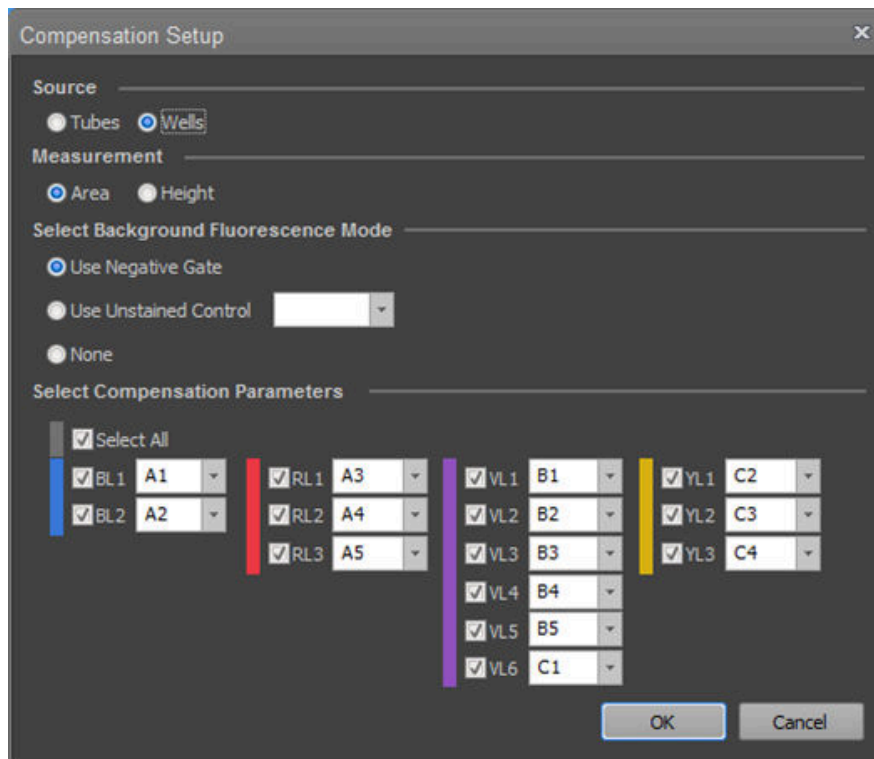 Compensation Setup
Source
Tubes Wells
Measurement
Area Height
Select Background Fluorescence Mode
Use Negative Gate
Use Unstained Control
None
Select Compensation Parameters
Select All
BL1 A1 RL1 A3 VL1 B1 YL1 C2
BL2 A2 RL2 A4 VL2 B2 YL2 C3
RL3 A5 VL3 B3 YL3 C4
VL4 B4
VL5 B5
VL6 C1
OK Cancel